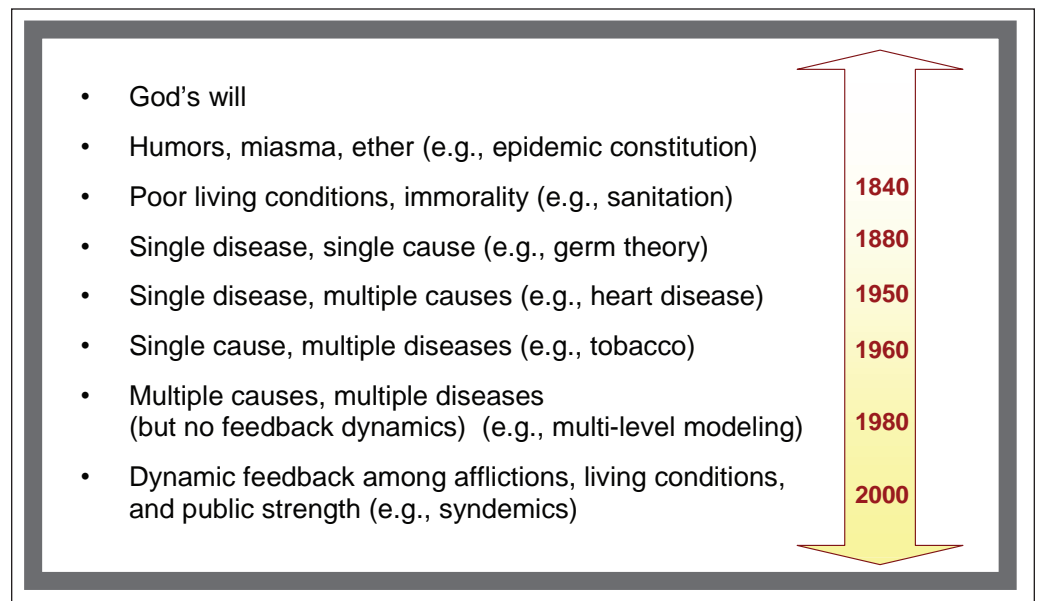 • God’s will
• Humors, miasma, ether (e.g., epidemic constitution)
• Poor living conditions, immorality (e.g., sanitation)
• Single disease, single cause (e.g., germ theory)
• Single disease, multiple causes (e.g., heart disease)
• Single cause, multiple diseases (e.g., tobacco)
• Multiple causes, multiple diseases
(but no feedback dynamics)  (e.g., multi-level modeling)
• Dynamic feedback among afflictions, living conditions,
and public strength (e.g., syndemics)
1840
1880
1950
1960
1980
2000